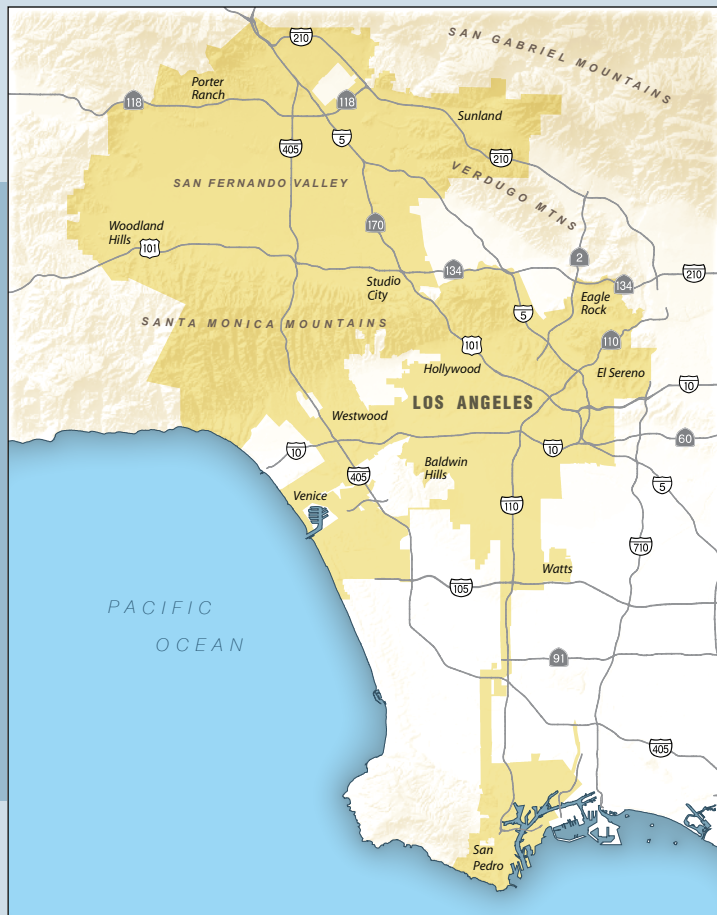 210
SAN GABRIEL MOUNTAINS
Porter
Ranch
118
118
Sunland
5
405
210
SAN FERNANDO VALLEY
VERDUGO MTNS
170
Woodland
Hills
101
2
134
210
134
Studio
City
Eagle
Rock
5
SANTA MONICA MOUNTAINS
101
110
Hollywood
El Sereno
10
LOS ANGELES
Westwood
60
10
10
Baldwin
Hills
405
5
Venice
110
710
Watts
105
PACIFIC
OCEAN
91
405
San
Pedro